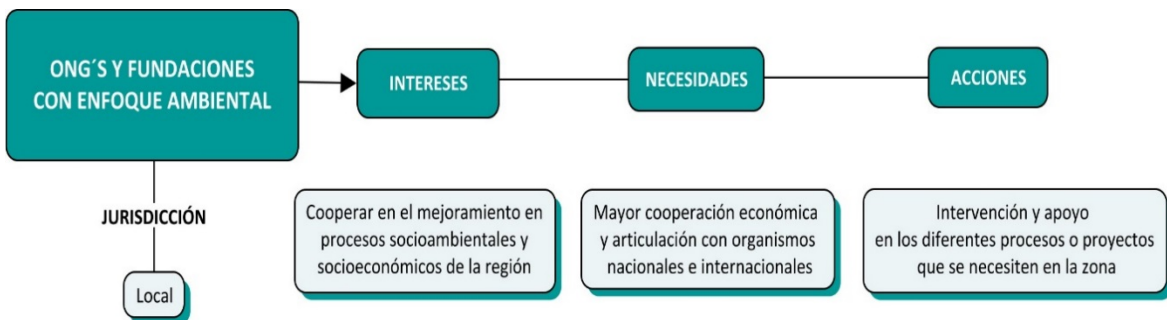 ONG´S Y FUNDACIONES
CON ENFOQUE AMBIENTAL
INTERESES
NECESIDADES
ACCIONES
JURISDICCIÓN
Local
Cooperar en el mejoramiento en
procesos socioambientales y
socioeconómicos de la región
Mayor cooperación económica
y articulación con organismos
nacionales e internacionales
Intervención y apoyo
en los diferentes procesos o proyectos
que se necesiten en la zona